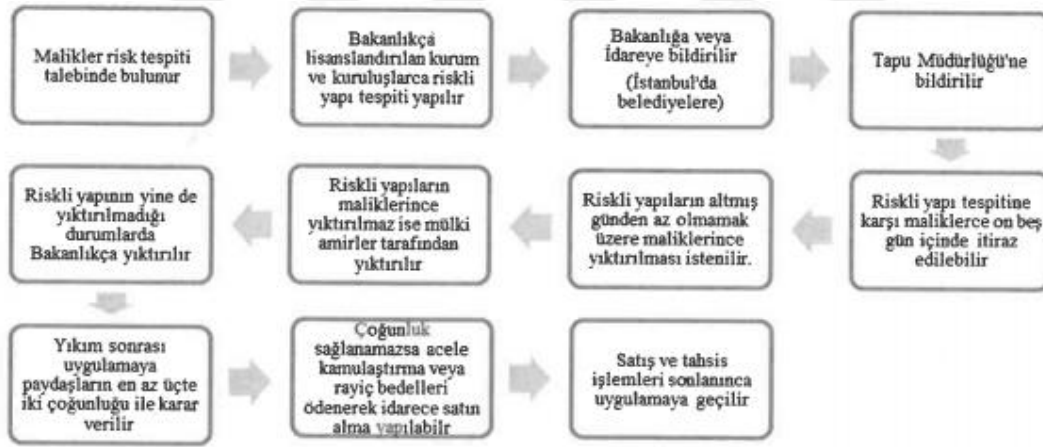 Malikler risk tespiti
talebinde bulunur
Bakanlıkça
lisanslandırılan kurum
ve kuruluşlarca riskli
yapı tespiti yapılır
Bakanlığa veya
İdareye bildirilir
(İstanbul'da
belediyelere)
Tapu Müdürlüğü'ne
bildirilir
Riskli yapı tespitine
karşı maliklerce on beş
gün içinde itiraz
edilebilir
Riskli yapıların altmış
günden az olmamak
üzere maliklerince
yıktırılması istenilir.
Riskli yapıların
maliklerince
yıktırılmaz ise mülki
amirler tarafından
yıktırılır
Riskli yapının yine de
yıktırılmadığı
durumlarda
Bakanlıkça yıktırılır
Yıkım sonrası
uygulamaya
paydaşların en az üçte
iki çoğunluğu ile karar
verilir
Çoğunluk
sağlanamazsa acele
kamulaştırma veya
rayiç bedelleri
ödenerek idarece satın
alma yapılabilr
Satış ve tahsis
işlemleri sonlanınca
uygulamaya geçilir